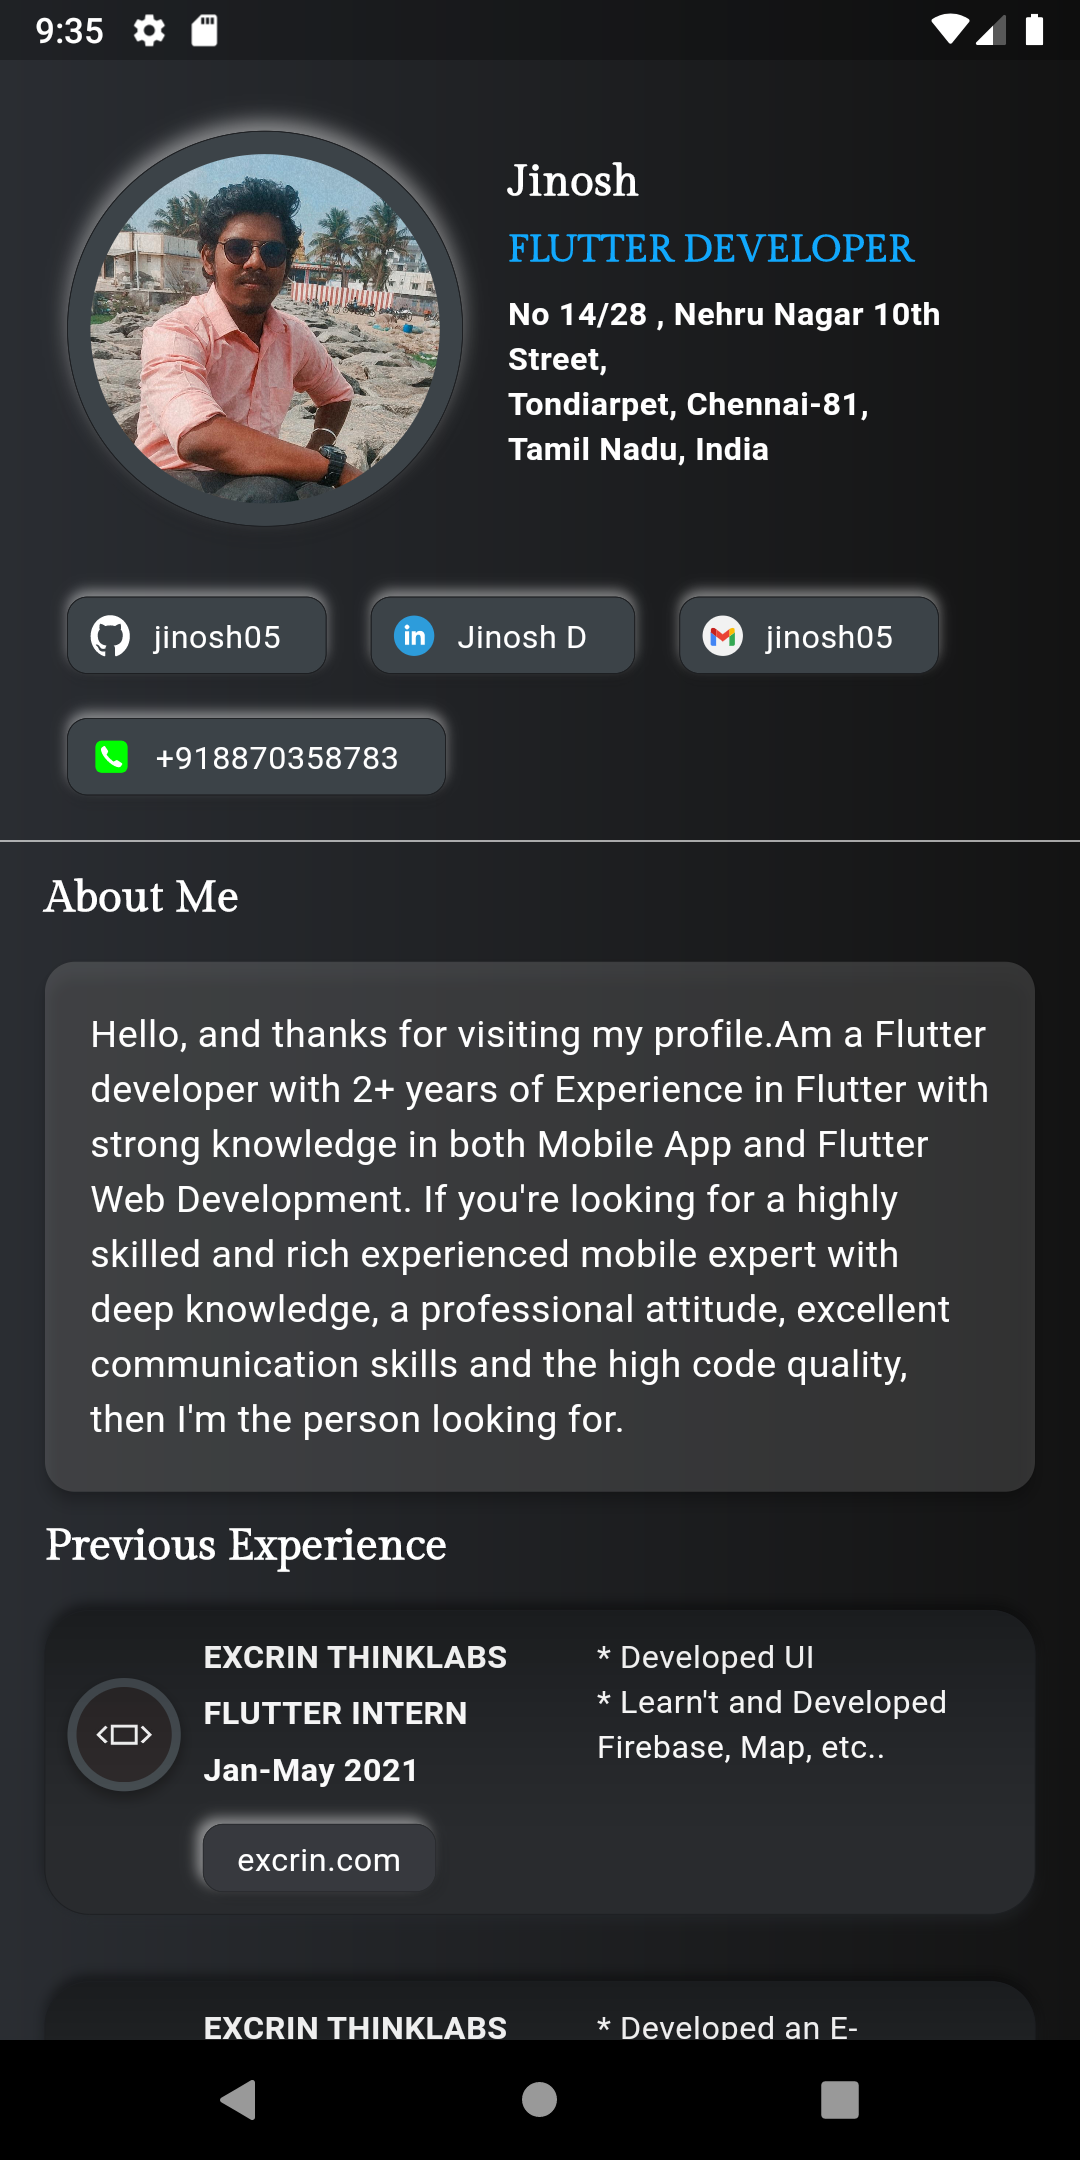 9:35
Jinosh
FLUTTER DEVELOPER
No 14/28 , Nehru Nagar 10th
Street,
Tondiarpet, Chennai-81,
Tamil Nadu, India
jinosh05
in Jinosh D
jinosh05
+918870358783
About Me
Hello, and thanks for visiting my profile.Am a Flutter
developer with 2+ years of Experience in Flutter with
strong knowledge in both Mobile App and Flutter
Web Development. If you're looking for a highly
skilled and rich experienced mobile expert with
deep knowledge, a professional attitude, excellent
communication skills and the high code quality,
then I'm the person looking for.
Previous Experience
EXCRIN THINKLABS
FLUTTER INTERN
Jan-May 2021
excrin.com
* Developed UI
* Learn't and Developed
Firebase, Map, etc..
EXCRIN THINKLABS
* Developed an E-